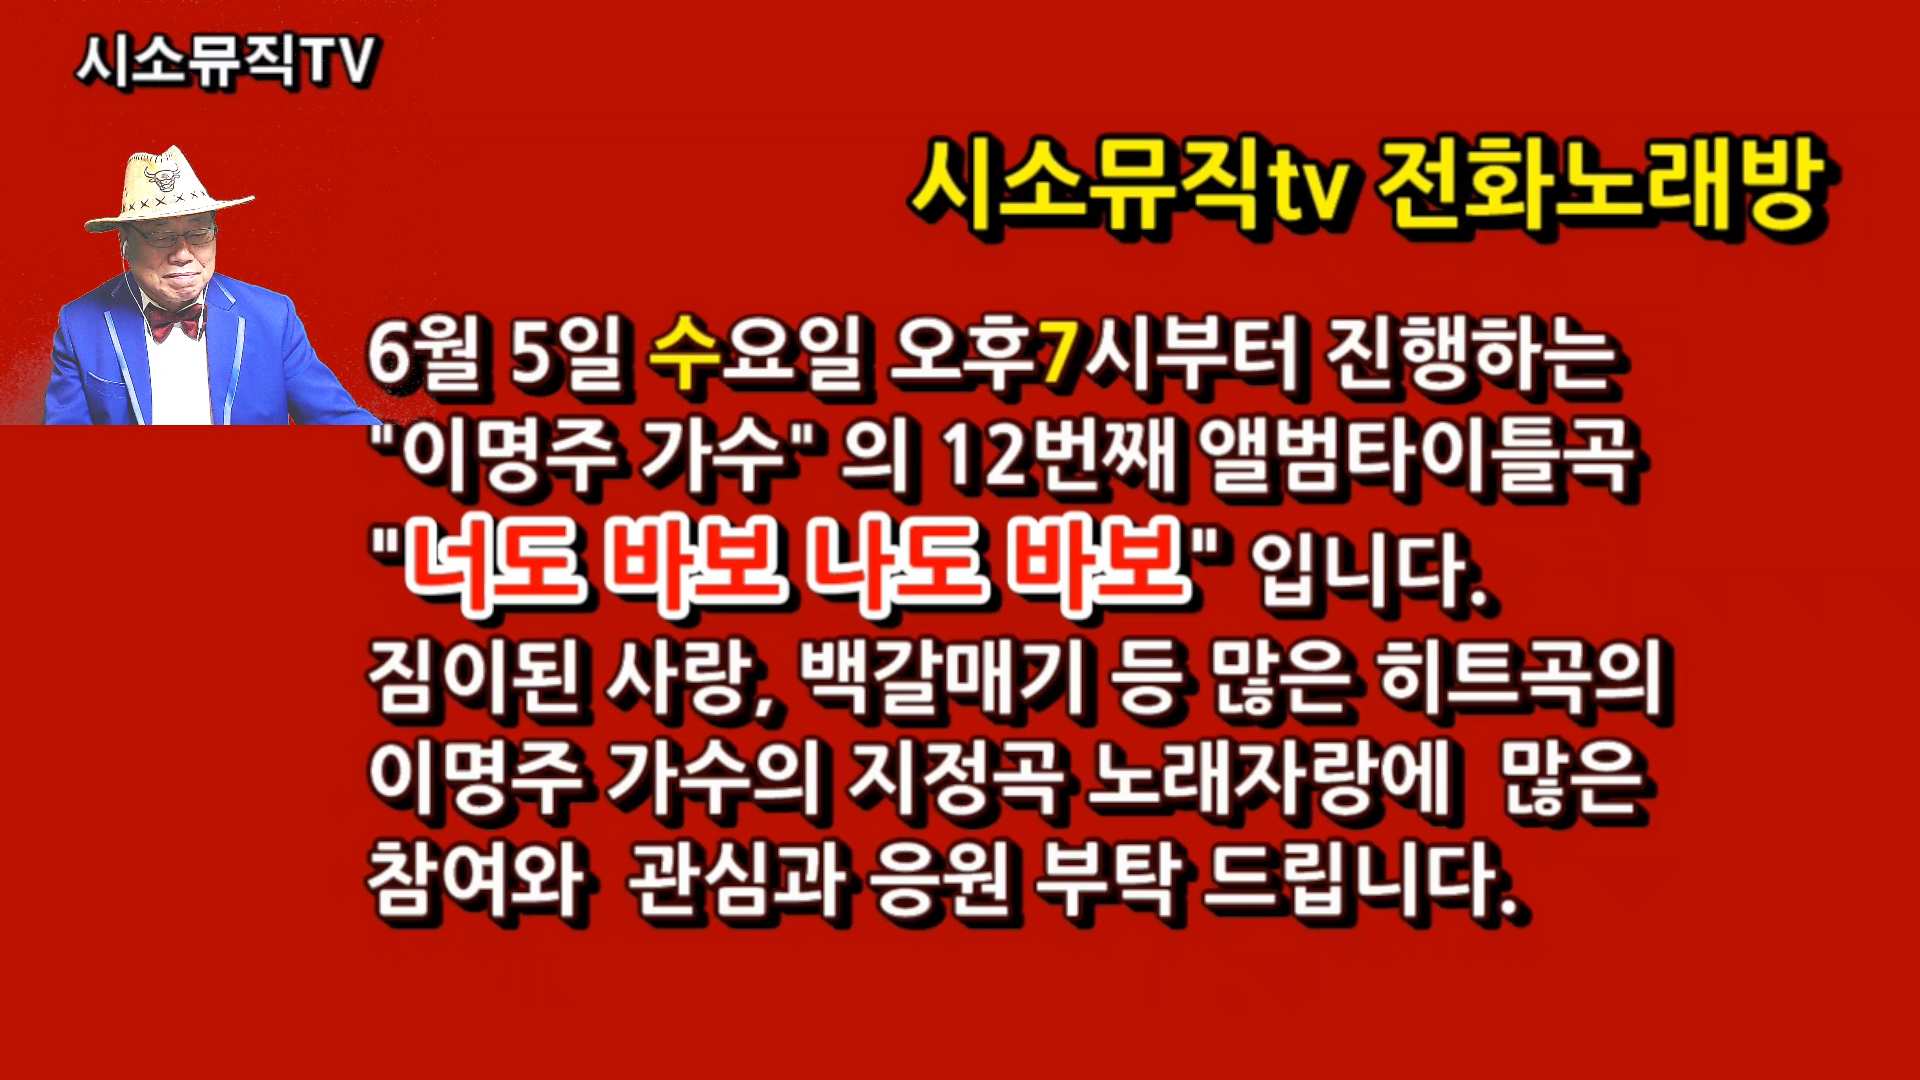 시소뮤직TV
시소뮤직tv 전화노래방
6월 5일 수요일 오후7시부터 진행하는
"이명주 가수" 의 12번째 앨범타이틀곡
"너도 바보 나도 바보" 입니다.
짐이된 사랑, 백갈매기 등 많은 히트곡의
이명주 가수의 지정곡 노래자랑에 많은
참여와 관심과 응원 부탁 드립니다.